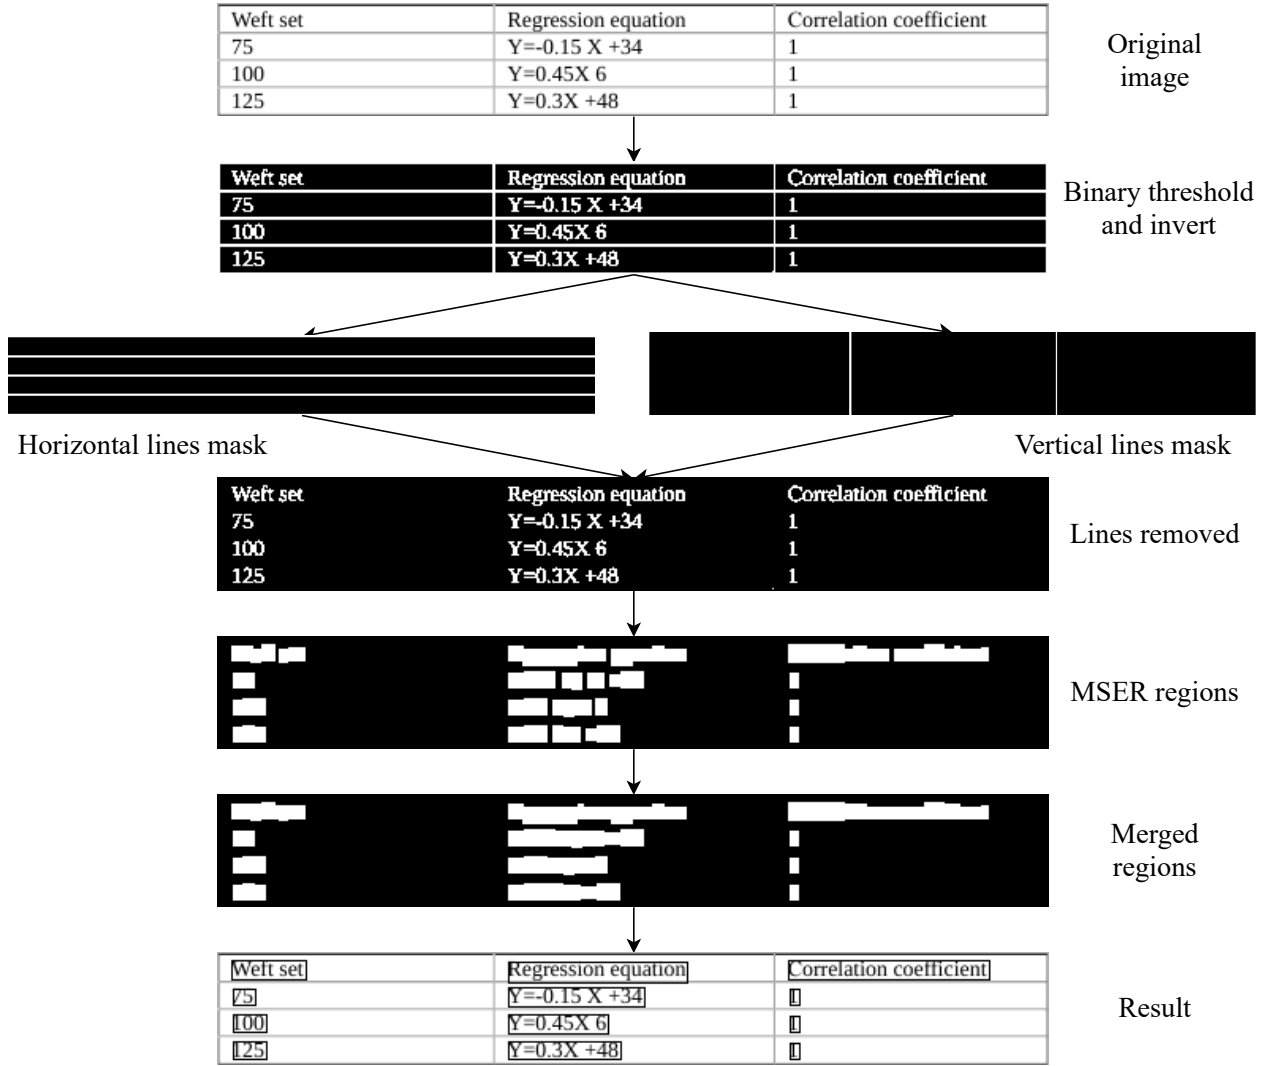 Weft set Regression equation Correlation coefficient
75 Y=-0.15 X +34 1
100 Y=0.45X 6 1
125 Y=0.3X +48 1
Original
image
Weft set Regression equation Correlation coefficient
75 Y=-0.15 X +34 1
100 Y=0.45X 6 1
125 Y=0.3X +48 1
Binary threshold
and invert
Horizontal lines mask
Vertical lines mask
Weft set Regression equation Correlation coefficient
75 Y=-0.15 X +34 1
100 Y=0.45X 6 1
125 Y=0.3X +48 1
Lines removed
MSER regions
Merged
regions
Weft set Regression equation Correlation coefficient
75 Y=-0.15 X +34 1
100 Y=0.45X 6 1
125 Y=0.3X +48 1
Result